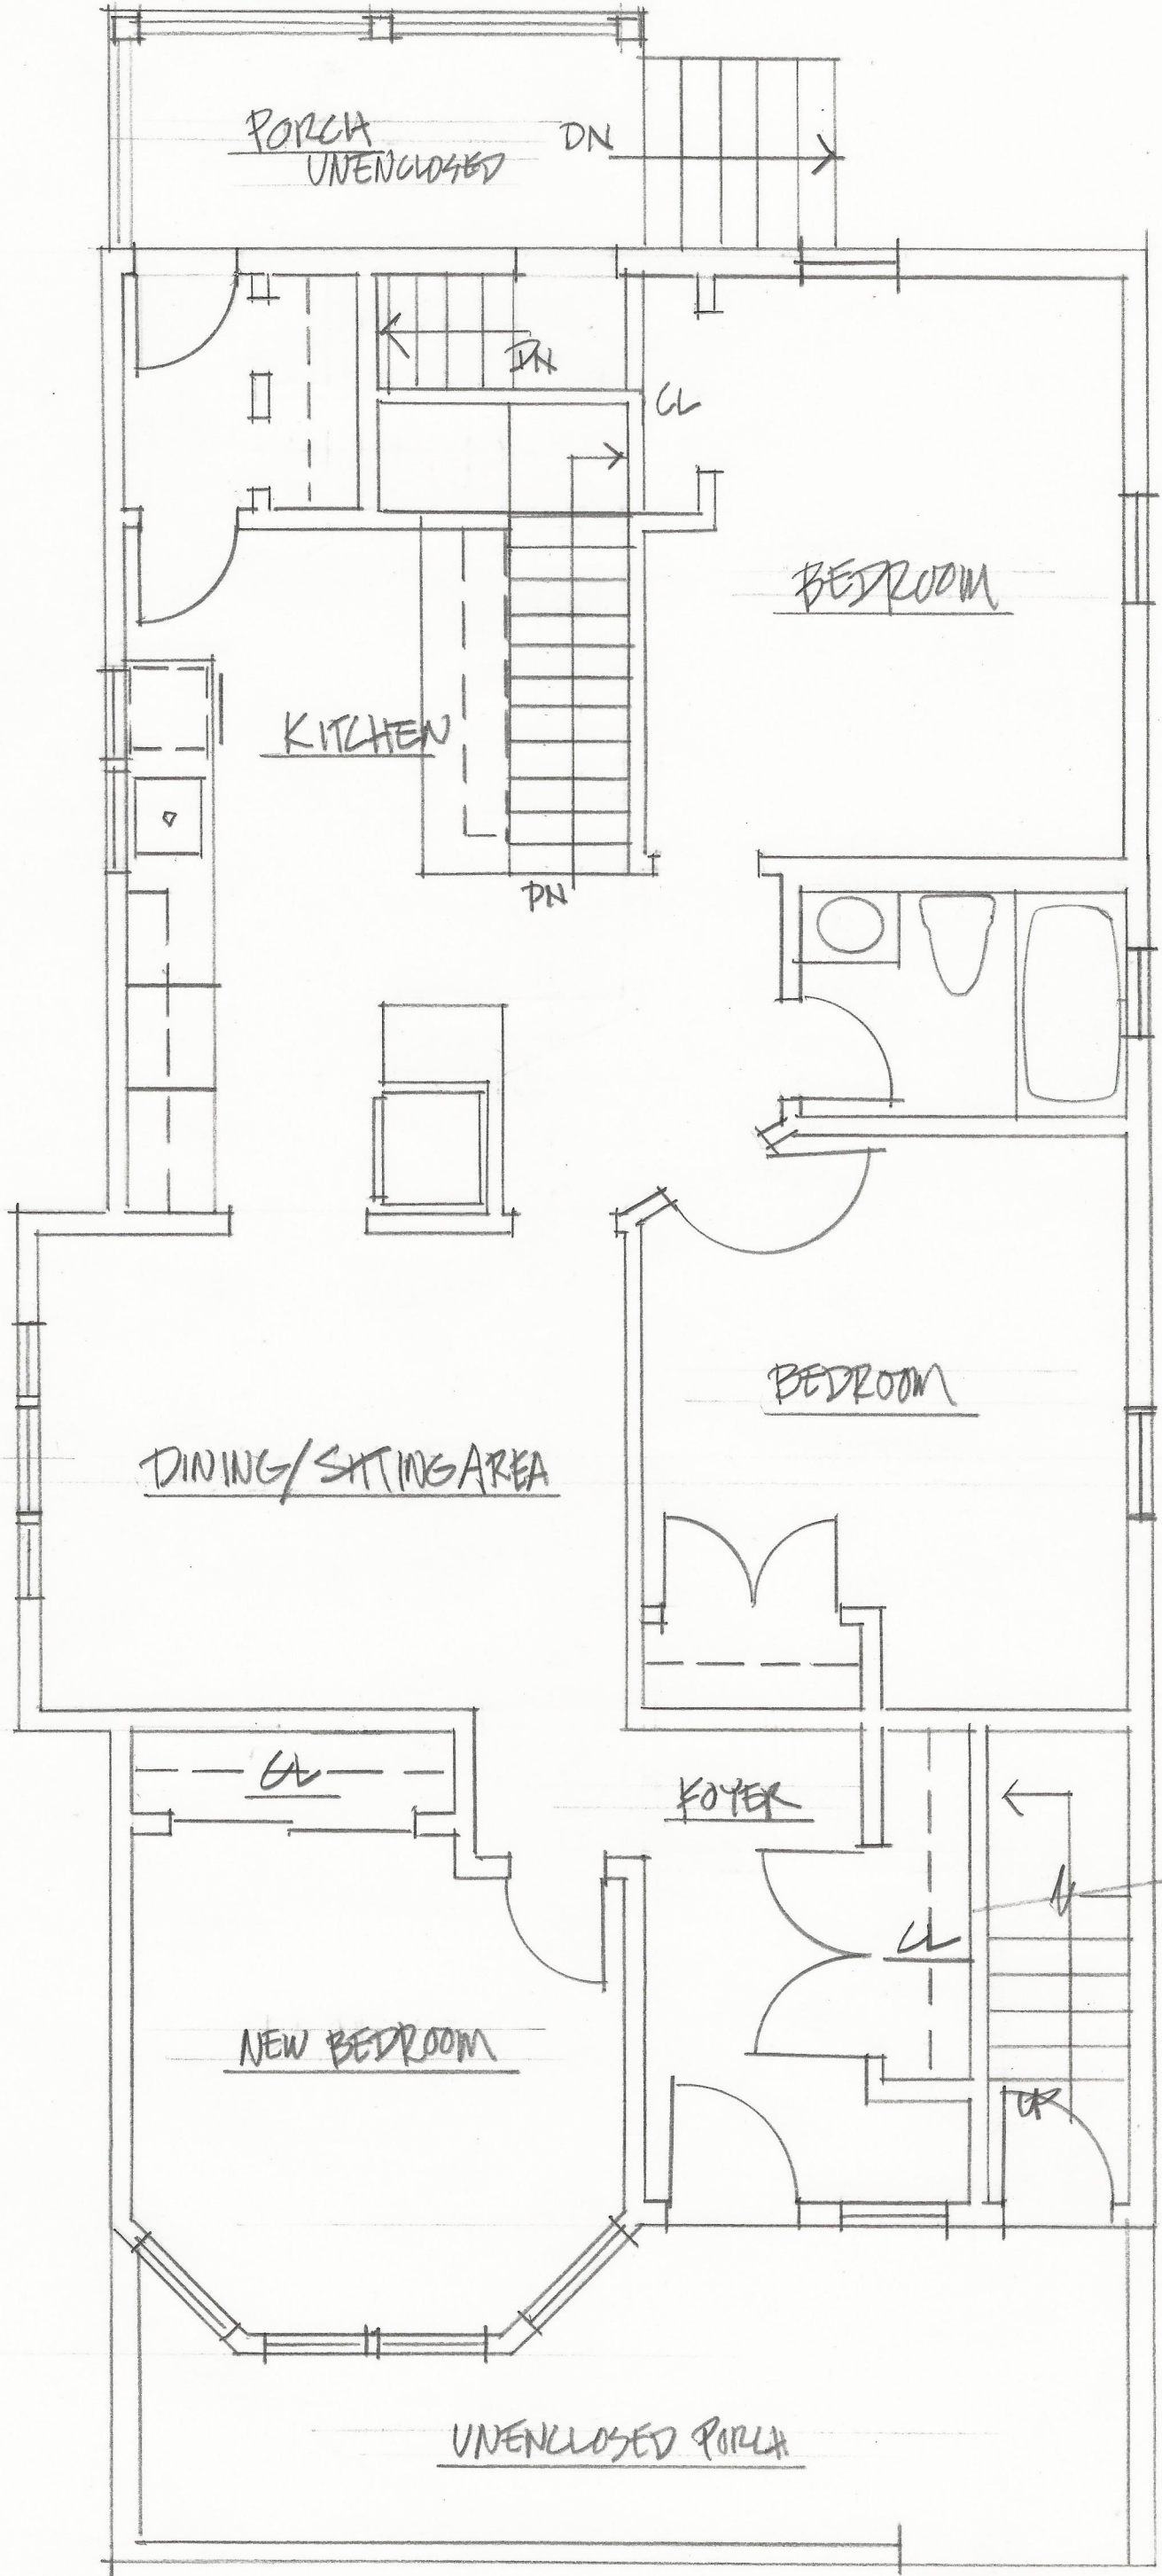 PORCH
UNENCLOSED
DN
DN
CL
BEDROOM
KITCHEN
DN
BEDROOM
DINING/SITTING AREA
CL
FOYER
CL
NEW BEDROOM
UP
UNENCLOSED PORCH